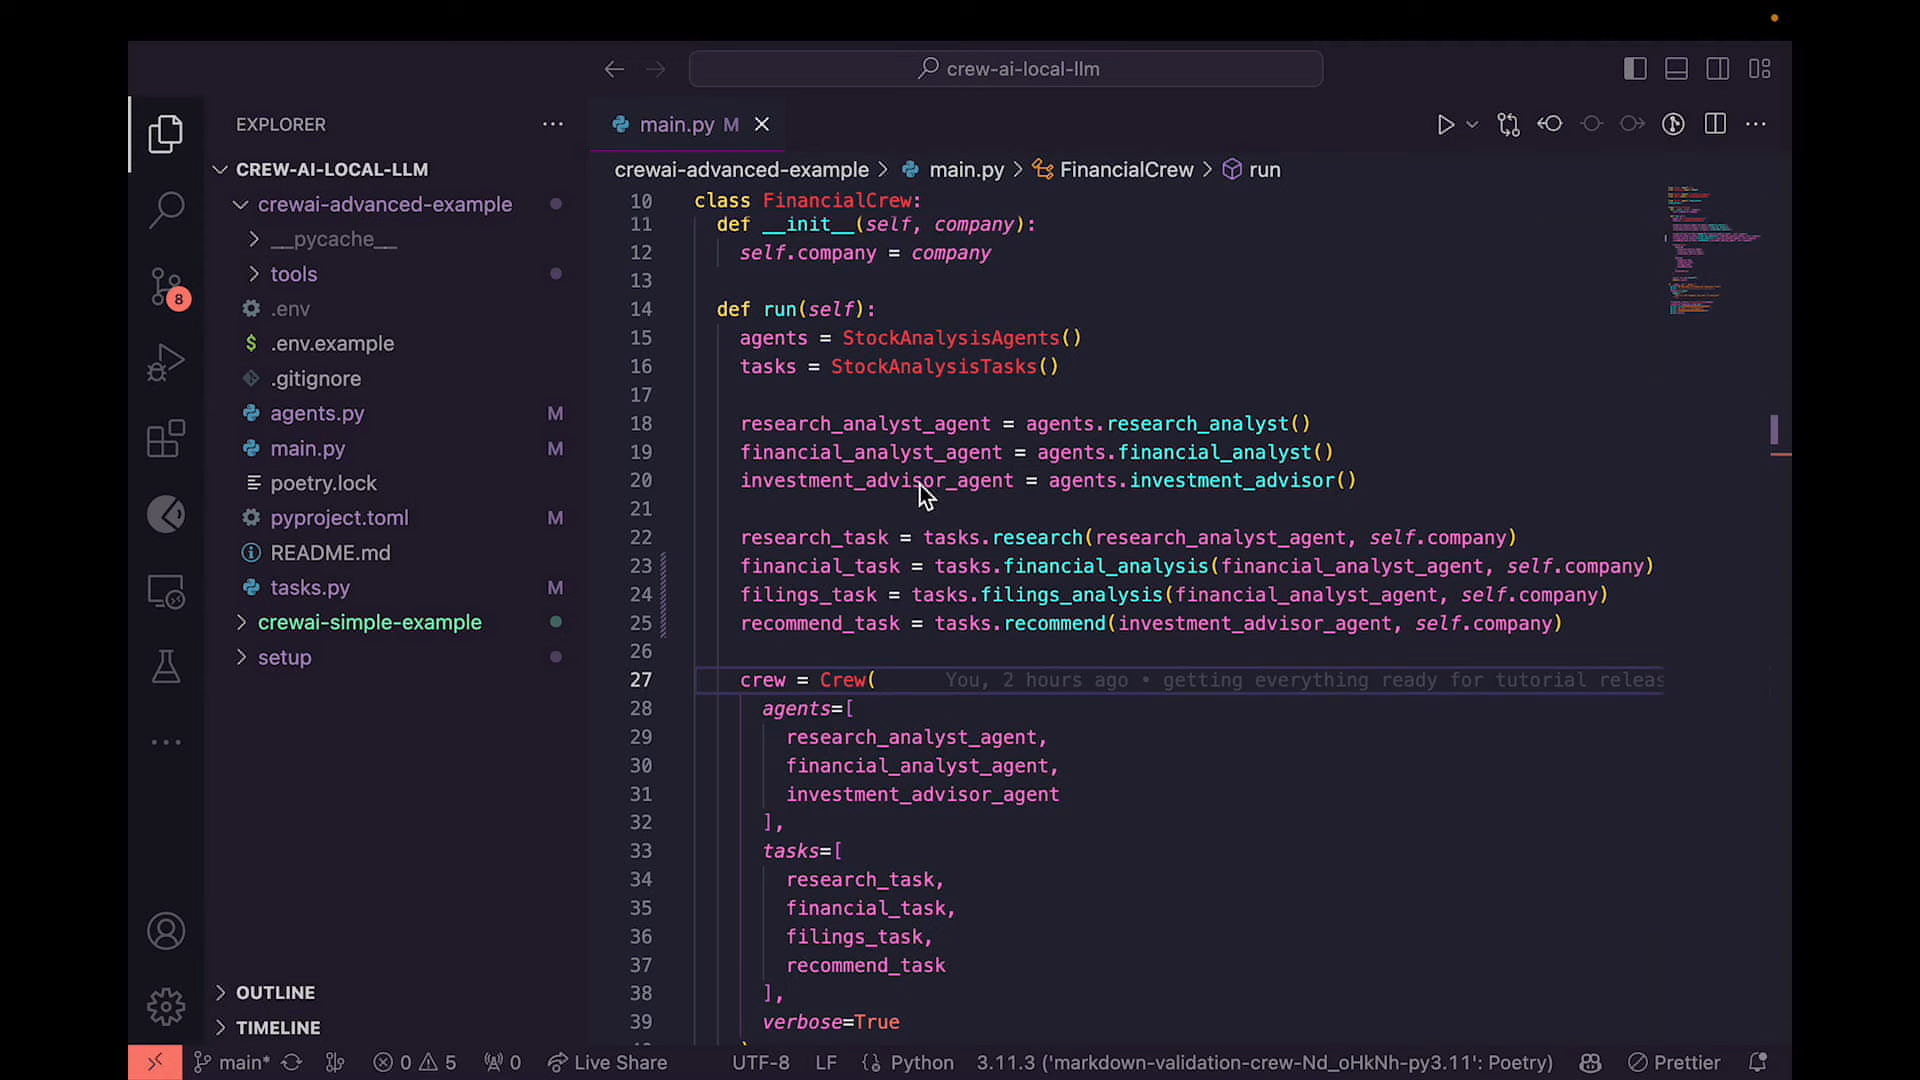 crew-ai-local-llm
EXPLORER
main.py M
CREW-AI-LOCAL-LLM
crewai-advanced-example > main.py > FinancialCrew > run
crewai-advanced-example
__pycache__
tools
.env
.env.example
.gitignore
agents.py M
main.py M
poetry.lock
pyproject.toml M
README.md
tasks.py M
crewai-simple-example
setup
8
OUTLINE
TIMELINE
10 class FinancialCrew:
11 def __init__(self, company):
12 self.company = company
13
14 def run(self):
15 agents = StockAnalysisAgents()
16 tasks = StockAnalysisTasks()
17
18 research_analyst_agent = agents.research_analyst()
19 financial_analyst_agent = agents.financial_analyst()
20 investment_advisor_agent = agents.investment_advisor()
21
22 research_task = tasks.research(research_analyst_agent, self.company)
23 financial_task = tasks.financial_analysis(financial_analyst_agent, self.company)
24 filings_task = tasks.filings_analysis(financial_analyst_agent, self.company)
25 recommend_task = tasks.recommend(investment_advisor_agent, self.company)
26
27 crew = Crew( You, 2 hours ago • getting everything ready for tutorial releas
28 agents=[
29 research_analyst_agent,
30 financial_analyst_agent,
31 investment_advisor_agent
32 ],
33 tasks=[
34 research_task,
35 financial_task,
36 filings_task,
37 recommend_task
38 ],
39 verbose=True
main* 0 5 0 Live Share UTF-8 LF Python 3.11.3 ('markdown-validation-crew-Nd_oHkNh-py3.11': Poetry) Prettier